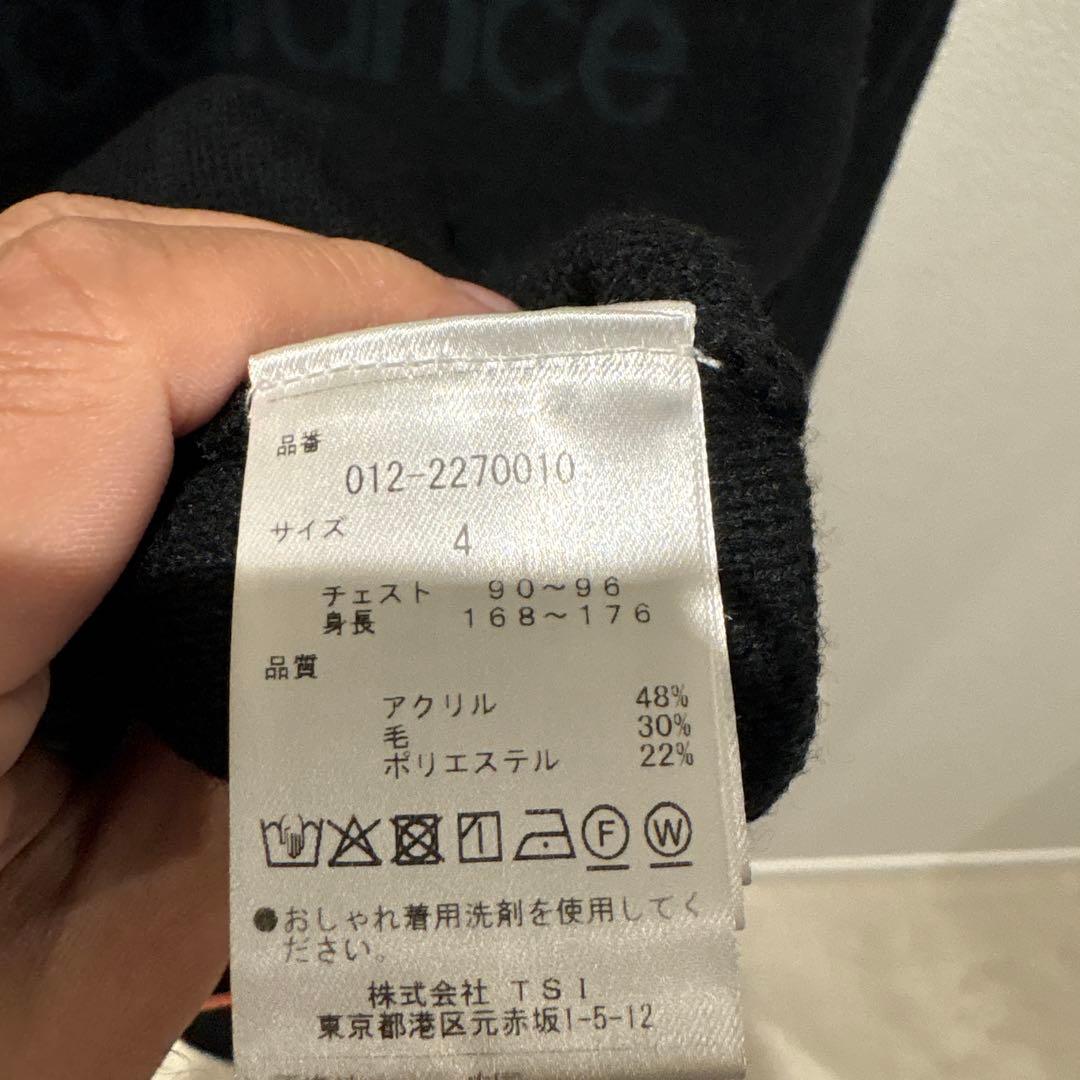 balance
品番
012-2270010
サイズ 4
チェスト 90～96
身長 168～176
品質
アクリル 48%
毛 30%
ポリエステル 22%
F W
●おしゃれ着用洗剤を使用してく
ださい。
株式会社 TSI
東京都港区元赤坂1-5-12